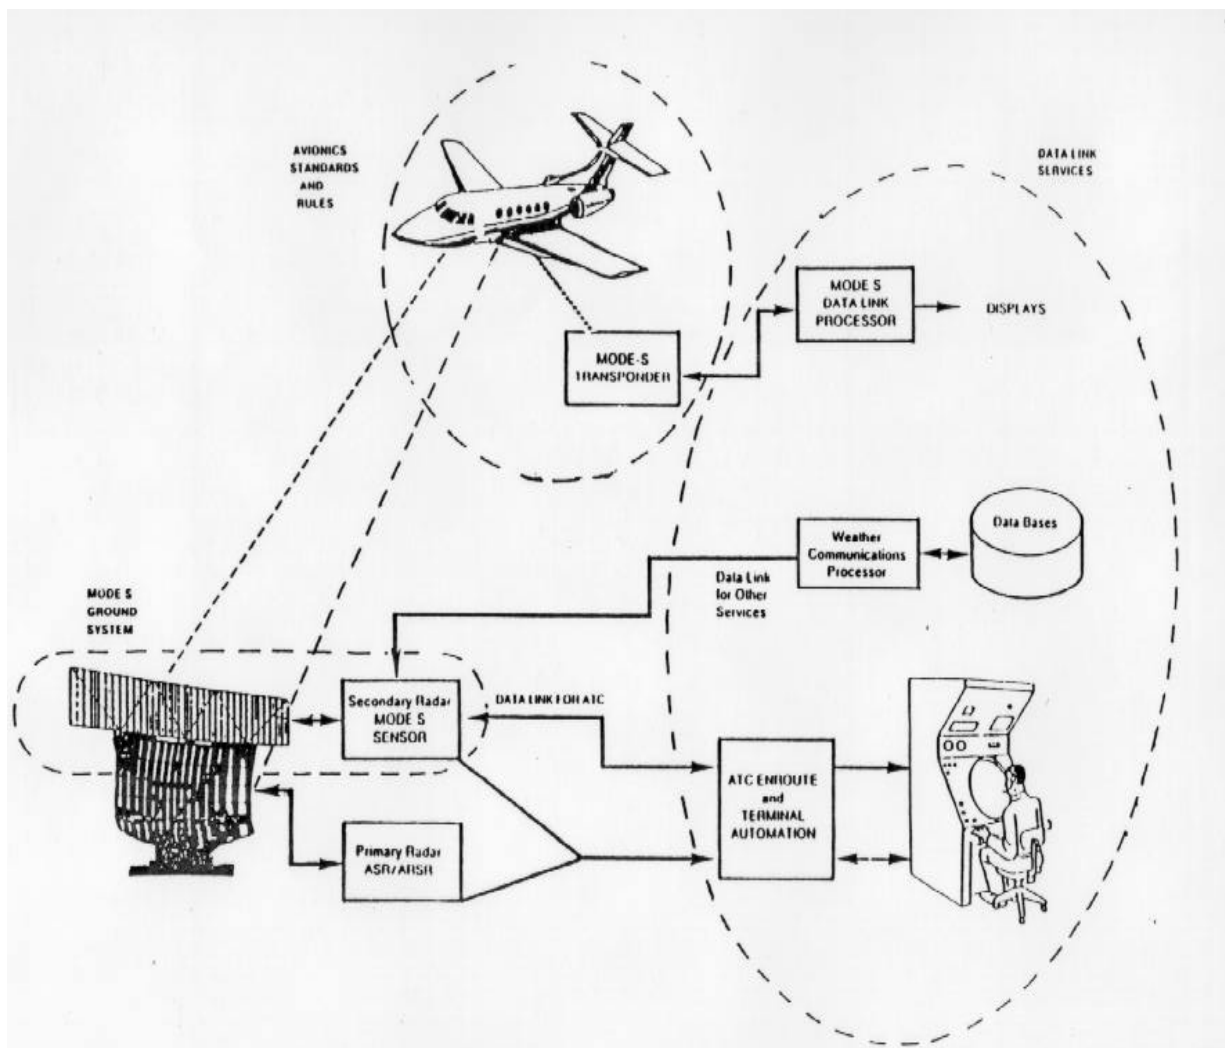 AVIONICS
STANDARDS
AND
RULES
DATA LINK
SERVICES
MODE S
DATA LINK
PROCESSOR
DISPLAYS
MODE-S
TRANSPONDER
Data Bases
Weather
Communications
Processor
Data Link
for Other
Services
MODE S
GROUND
SYSTEM
Secondary Radar
MODE S
SENSOR
DATA LINK FOR ATC
ATC ENROUTE
and
TERMINAL
AUTOMATION
Primary Radar
ASR/ARSR